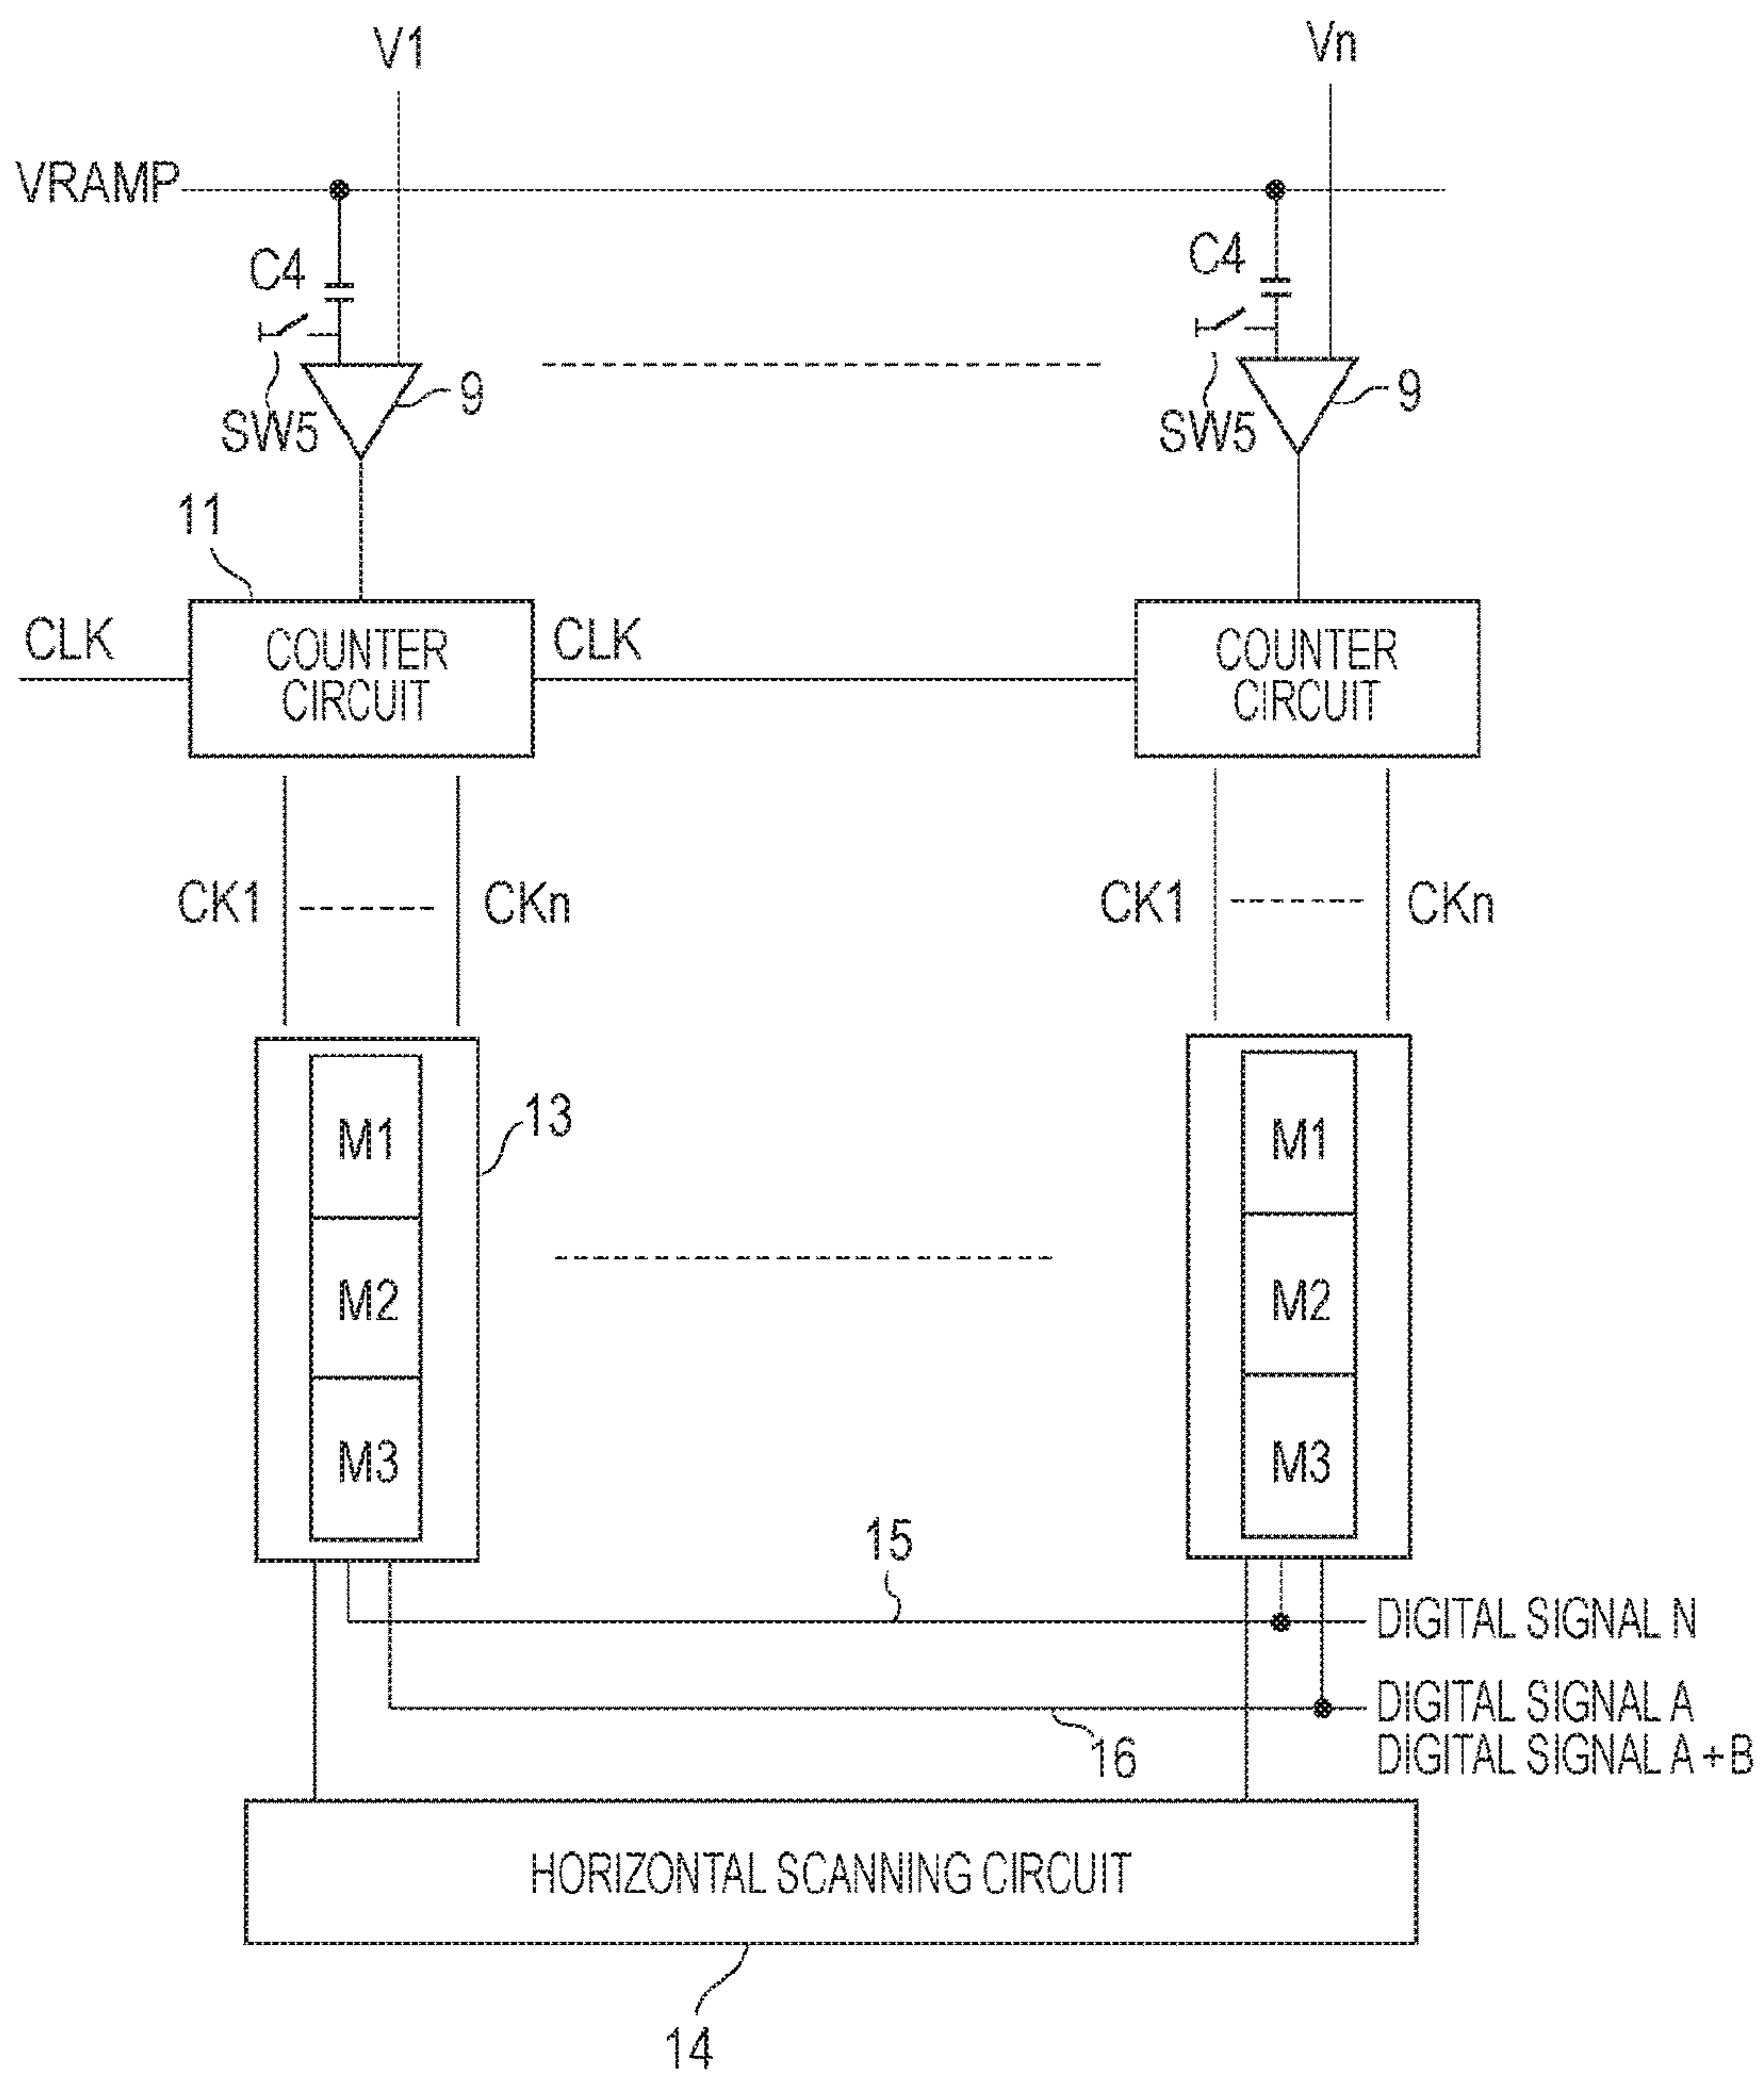 V1
Vn
VRAMP
C4
C4
SW5
9
SW5
9
11
CLK
COUNTER
CIRCUIT
CLK
COUNTER
CIRCUIT
CK1
CKn
CK1
CKn
M1
M2
M3
13
M1
M2
M3
15
DIGITAL SIGNAL N
16
DIGITAL SIGNAL A
DIGITAL SIGNAL A + B
HORIZONTAL SCANNING CIRCUIT
14